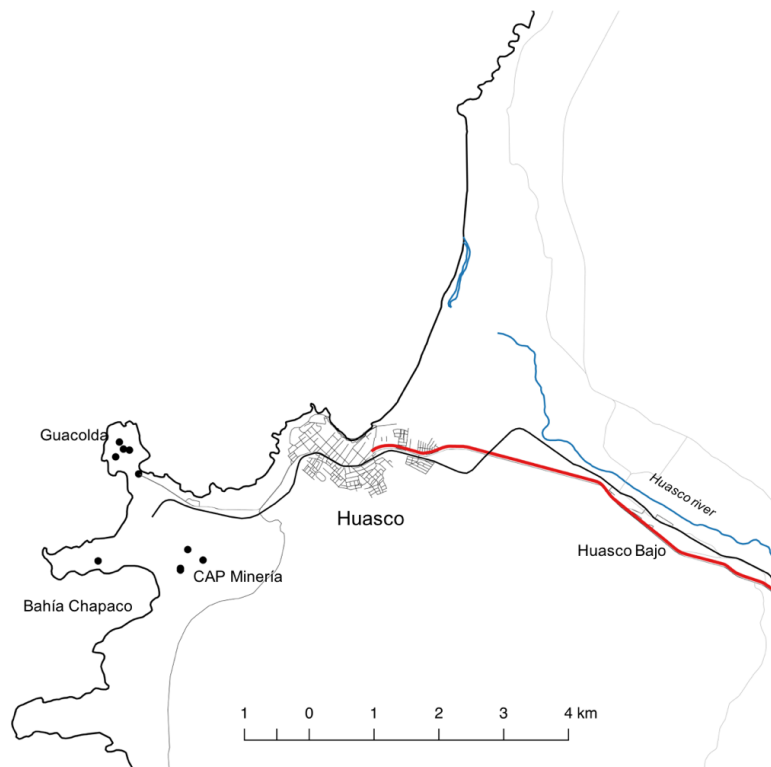 Guacolda
Huasco river
Huasco
Huasco Bajo
CAP Minería
Bahía Chapaco
1 0 1 2 3 4 km